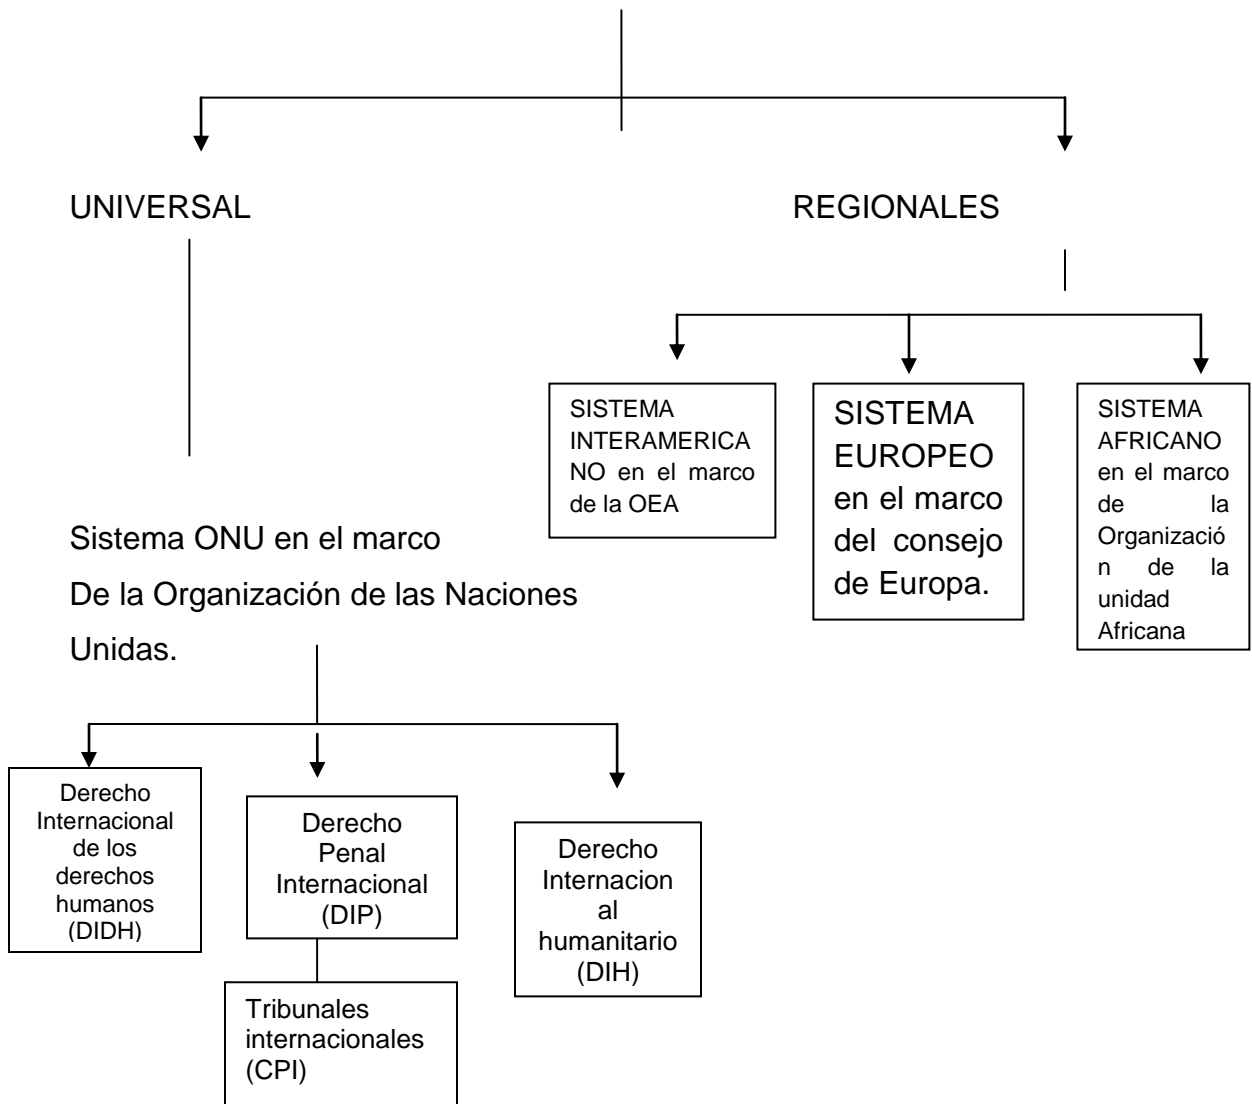 UNIVERSAL
REGIONALES
SISTEMA
INTERAMERICA
NO en el marco
de la OEA
SISTEMA
EUROPEO
en el marco
del consejo
de Europa.
SISTEMA
AFRICANO
en el marco
de la
Organizació
n de la
unidad
Africana
Sistema ONU en el marco
De la Organización de las Naciones
Unidas.
Derecho
Internacional
de los
derechos
humanos
(DIDH)
Derecho
Penal
Internacional
(DIP)
Derecho
Internacion
al
humanitario
(DIH)
Tribunales
internacionales
(CPI)